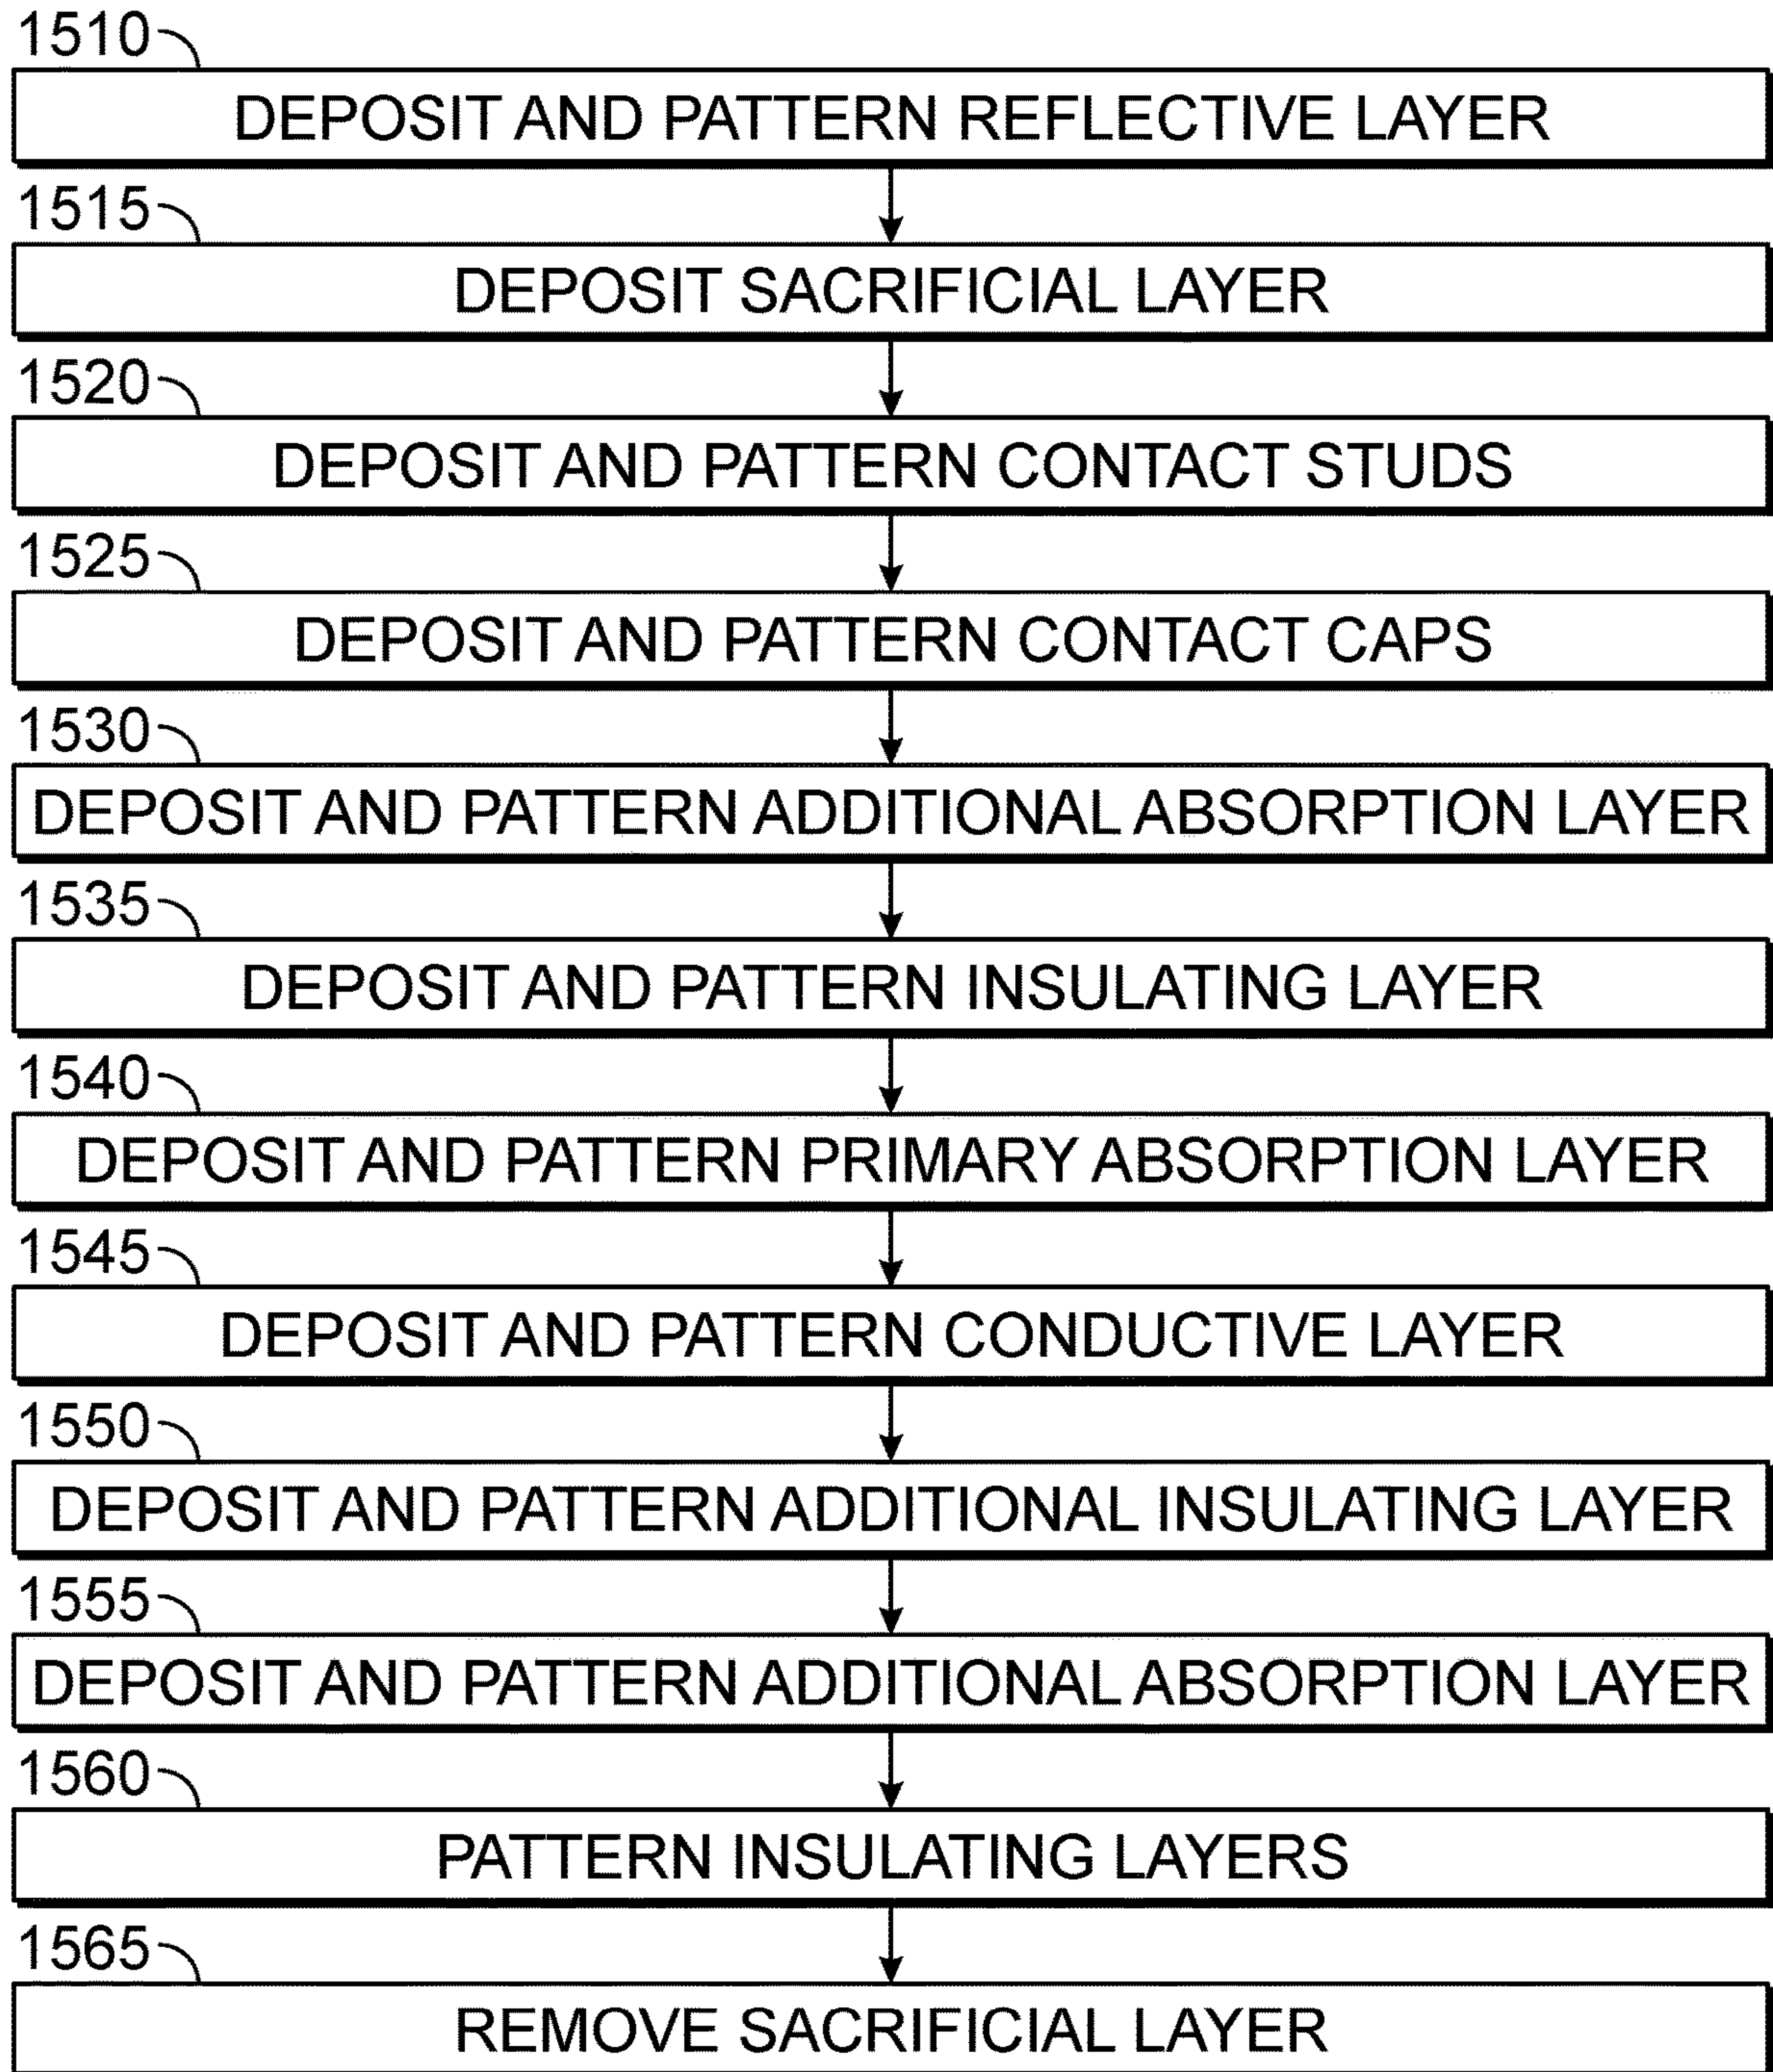 1510
DEPOSIT AND PATTERN REFLECTIVE LAYER
1515
DEPOSIT SACRIFICIAL LAYER
1520
DEPOSIT AND PATTERN CONTACT STUDS
1525
DEPOSIT AND PATTERN CONTACT CAPS
1530
DEPOSIT AND PATTERN ADDITIONAL ABSORPTION LAYER
1535
DEPOSIT AND PATTERN INSULATING LAYER
1540
DEPOSIT AND PATTERN PRIMARY ABSORPTION LAYER
1545
DEPOSIT AND PATTERN CONDUCTIVE LAYER
1550
DEPOSIT AND PATTERN ADDITIONAL INSULATING LAYER
1555
DEPOSIT AND PATTERN ADDITIONAL ABSORPTION LAYER
1560
PATTERN INSULATING LAYERS
1565
REMOVE SACRIFICIAL LAYER